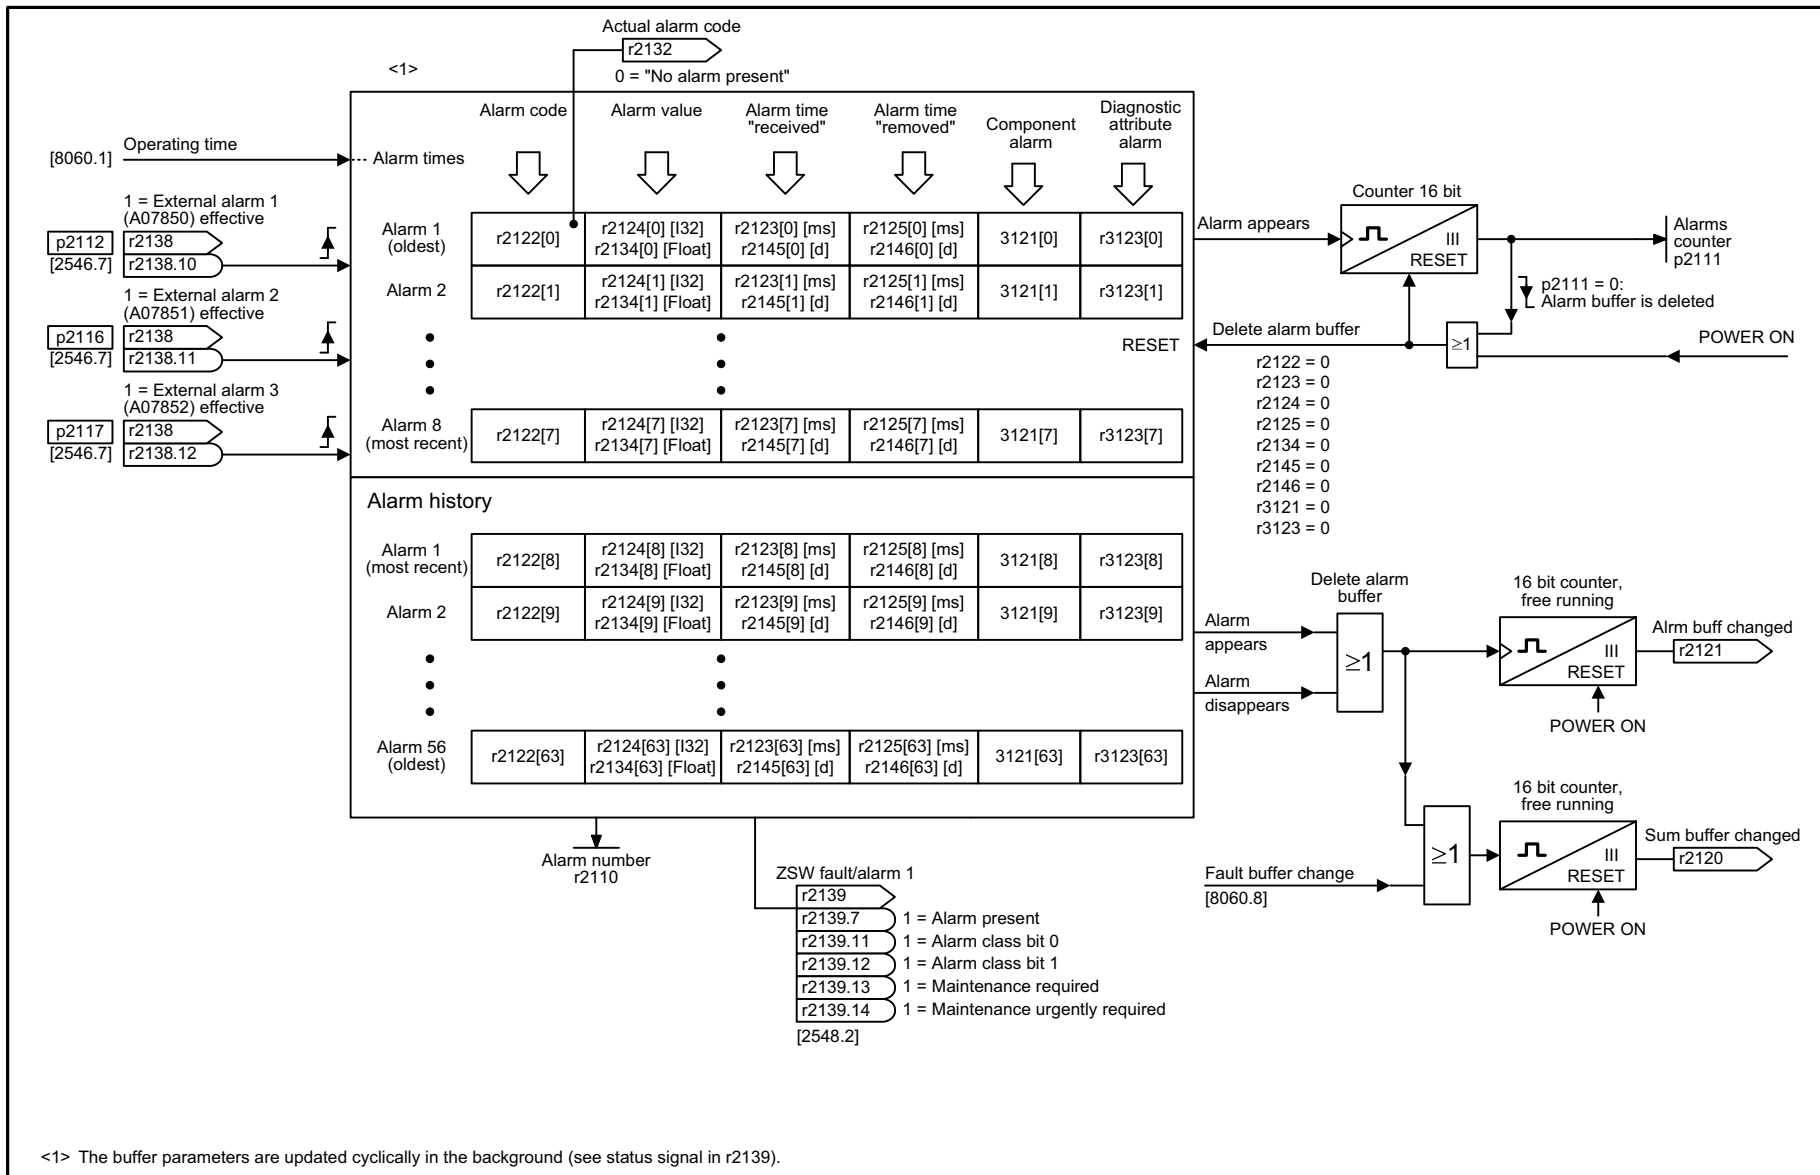 Actual alarm code
r2132
0 = "No alarm present"
<1>
Alarm code
Alarm value
Alarm time
"received"
Alarm time
"removed"
Component
alarm
Diagnostic
attribute
alarm
[8060.1]
Operating time
Alarm times
1 = External alarm 1
(A07850) effective
p2112
r2138
[2546.7]
r2138.10
1 = External alarm 2
(A07851) effective
p2116
r2138
[2546.7]
r2138.11
1 = External alarm 3
(A07852) effective
p2117
r2138
[2546.7]
r2138.12
Alarm 1
(oldest)
r2122[0]
r2124[0] [I32]
r2134[0] [Float]
r2123[0] [ms]
r2145[0] [d]
r2125[0] [ms]
r2146[0] [d]
3121[0]
r3123[0]
Alarm 2
r2122[1]
r2124[1] [I32]
r2134[1] [Float]
r2123[1] [ms]
r2145[1] [d]
r2125[1] [ms]
r2146[1] [d]
3121[1]
r3123[1]
RESET
Alarm 8
(most recent)
r2122[7]
r2124[7] [I32]
r2134[7] [Float]
r2123[7] [ms]
r2145[7] [d]
r2125[7] [ms]
r2146[7] [d]
3121[7]
r3123[7]
Alarm appears
Counter 16 bit
III
RESET
Alarms
counter
p2111
p2111 = 0:
Alarm buffer is deleted
Delete alarm buffer
≥1
POWER ON
r2122 = 0
r2123 = 0
r2124 = 0
r2125 = 0
r2134 = 0
r2145 = 0
r2146 = 0
r3121 = 0
r3123 = 0
Alarm history
Alarm 1
(most recent)
r2122[8]
r2124[8] [I32]
r2134[8] [Float]
r2123[8] [ms]
r2145[8] [d]
r2125[8] [ms]
r2146[8] [d]
3121[8]
r3123[8]
Alarm 2
r2122[9]
r2124[9] [I32]
r2134[9] [Float]
r2123[9] [ms]
r2145[9] [d]
r2125[9] [ms]
r2146[9] [d]
3121[9]
r3123[9]
Alarm 56
(oldest)
r2122[63]
r2124[63] [I32]
r2134[63] [Float]
r2123[63] [ms]
r2145[63] [d]
r2125[63] [ms]
r2146[63] [d]
3121[63]
r3123[63]
Alarm
appears
Alarm
disappears
Delete alarm
buffer
≥1
16 bit counter,
free running
III
RESET
POWER ON
Alrm buff changed
r2121
Fault buffer change
[8060.8]
≥1
16 bit counter,
free running
III
RESET
POWER ON
Sum buffer changed
r2120
Alarm number
r2110
ZSW fault/alarm 1
r2139
r2139.7
1 = Alarm present
r2139.11
1 = Alarm class bit 0
r2139.12
1 = Alarm class bit 1
r2139.13
1 = Maintenance required
r2139.14
1 = Maintenance urgently required
[2548.2]
<1> The buffer parameters are updated cyclically in the background (see status signal in r2139).